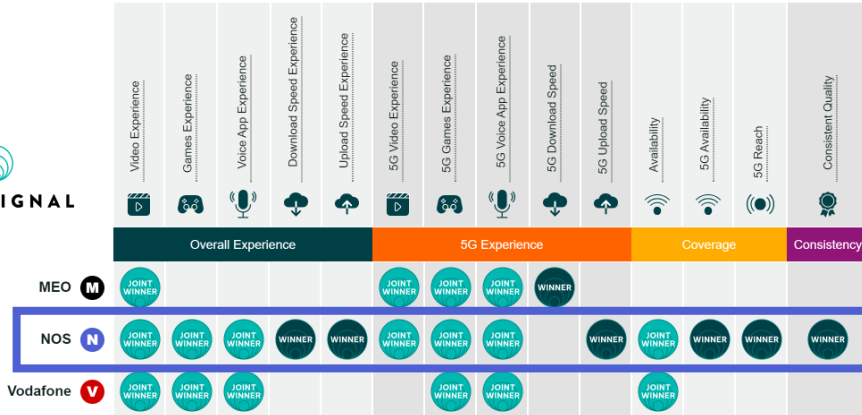 Video Experience
Games Experience
Voice App Experience
Download Speed Experience
Upload Speed Experience
5G Video Experience
5G Games Experience
5G Voice App Experience
5G Download Speed
5G Upload Speed
Availability
5G Availability
5G Reach
Consistent Quality
IGNAL
Overall Experience
5G Experience
Coverage
Consistency
MEO M JOINT WINNER JOINT WINNER JOINT WINNER JOINT WINNER WINNER
NOS N JOINT WINNER JOINT WINNER JOINT WINNER WINNER WINNER JOINT WINNER JOINT WINNER JOINT WINNER WINNER JOINT WINNER WINNER WINNER WINNER
Vodafone V JOINT WINNER JOINT WINNER JOINT WINNER JOINT WINNER JOINT WINNER JOINT WINNER